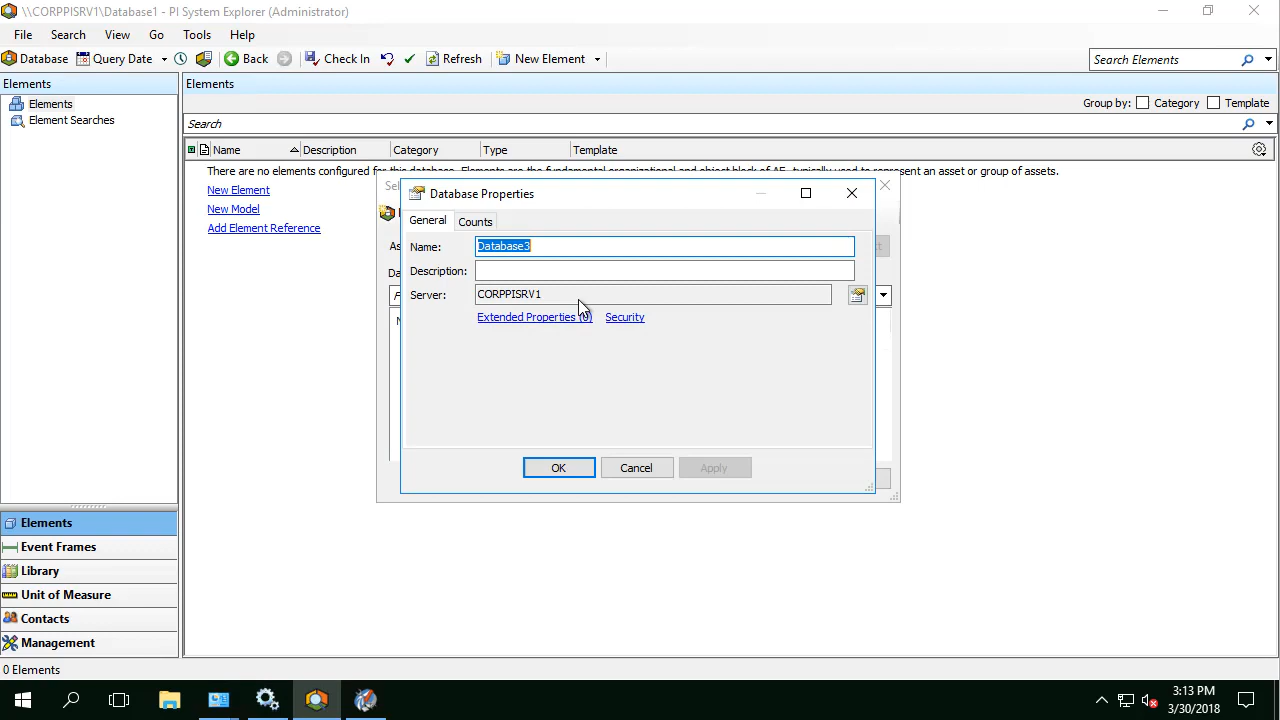 \\CORPPISRV1\Database1 - PI System Explorer (Administrator)
File Search View Go Tools Help
Database Query Date Back Check In Refresh New Element Search Elements
Elements
Elements
Element Searches
Elements
Group by: Category Template
Search
Name Description Category Type Template
There are no elements configured for this database. Elements are the fundamental organizational and object block of AF, typically used to represent an asset or group of assets.
New Element
New Model
Add Element Reference
Database Properties
General Counts
Name: Database3
Description:
Server: CORPPISRV1
Extended Properties (0) Security
OK Cancel Apply
Elements
Event Frames
Library
Unit of Measure
Contacts
Management
0 Elements
3:13 PM
3/30/2018